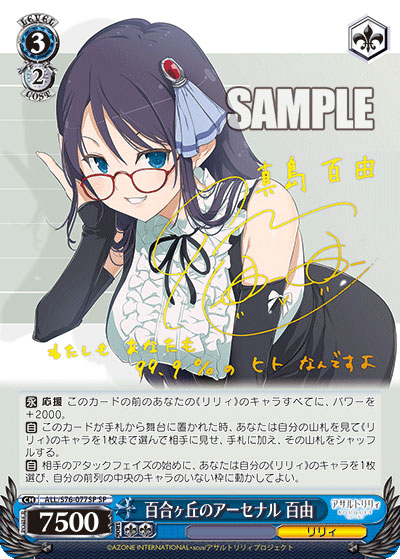 LEVEL
3
2
COST
SAMPLE
真島 百由
わたしも あなたも
99.9%の ヒト なんですよ
永 応援 このカードの前のあなたの《リリィ》のキャラすべてに、パワーを
+2000。
自 このカードが手札から舞台に置かれた時、あなたは自分の山札を見て《リ
リィ》のキャラを1枚まで選んで相手に見せ、手札に加え、その山札をシャッフ
ルする。
自 相手のアタックフェイズの始めに、あなたは自分の《リリィ》のキャラを1枚
選び、自分の前列の中央のキャラのいない枠に動かしてよい。
CH ALL/S76-077SP SP
7500
百合ヶ丘のアーセナル 百由
アサルトリリィ
リリィ
©AZONE INTERNATIONAL・acus/アサルトリリィプロジェクト